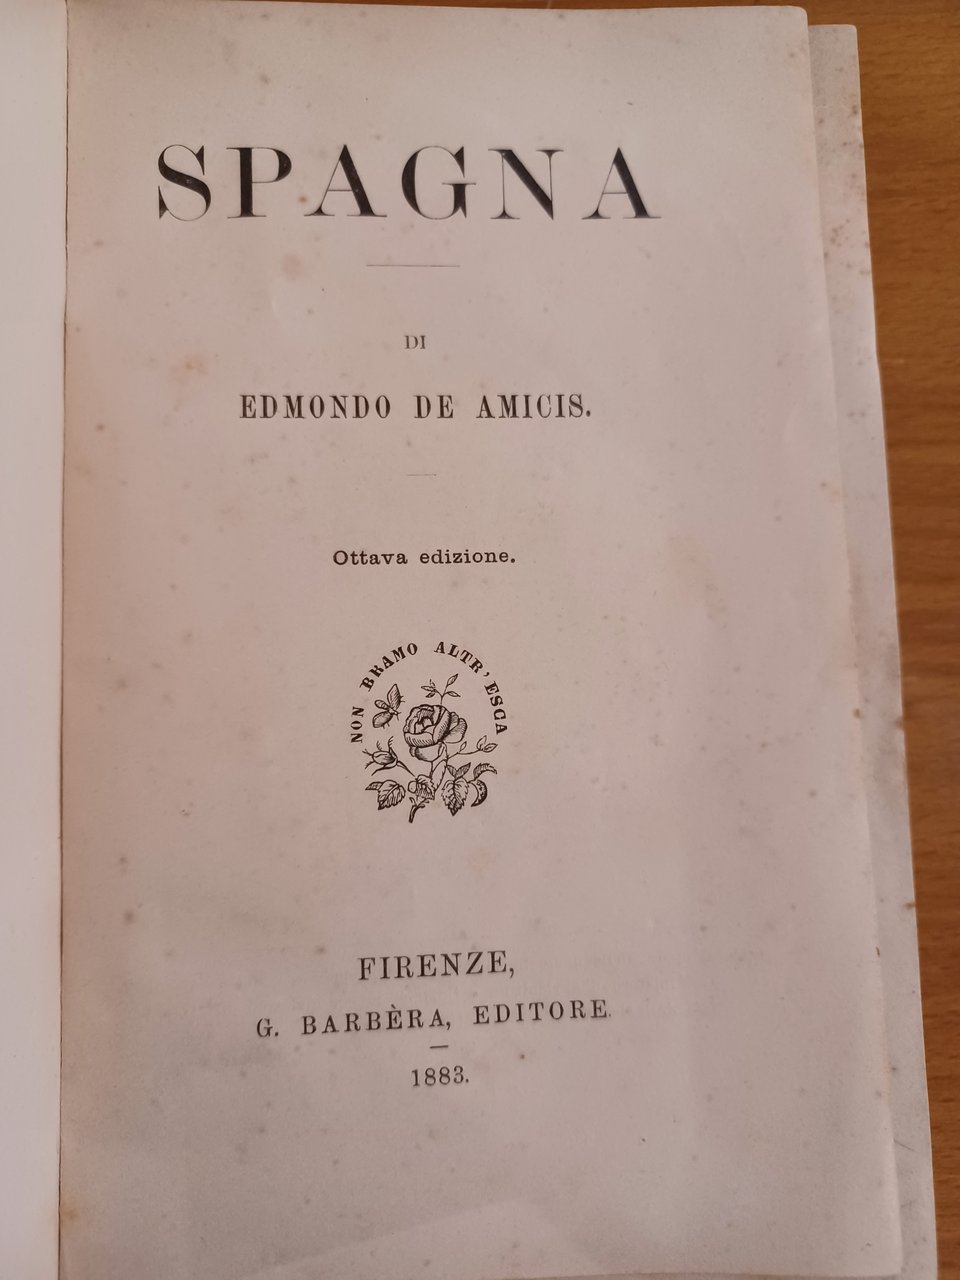 SPAGNA
DI
EDMONDO DE AMICIS.
Ottava edizione.
NON BRAMO ALTR'ESCA
FIRENZE,
G. BARBÈRA, EDITORE.
1883.